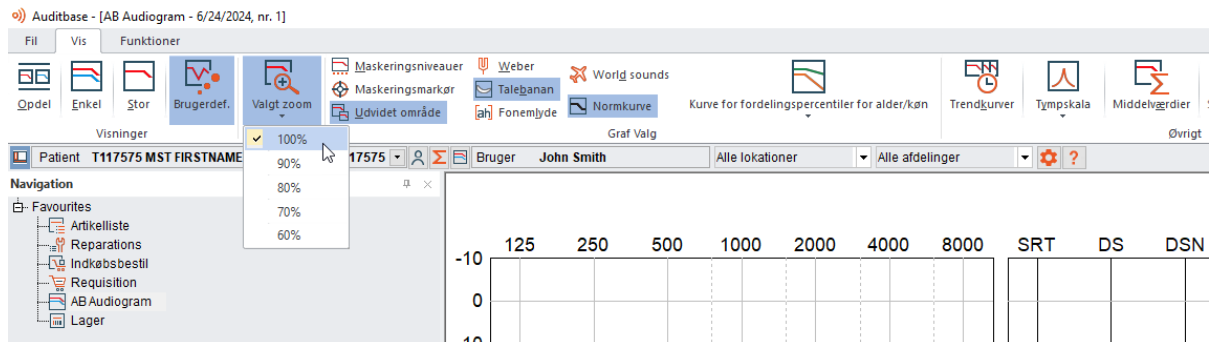 Auditbase - [AB Audiogram - 6/24/2024, nr. 1]
Fil Vis Funktioner
Opdel Enkel Stor Brugerdef.
Visninger
Valgt zoom
Maskeringsniveauer
Maskeringsmarkør
Udvidet område
Weber
Talebanan
[ah] Fonemlyde
World sounds
Normkurve
Kurve for fordelingspercentiler for alder/køn
Graf Valg
Trendkurver Tympskala Middelværdier
Øvrigt
100%
90%
80%
70%
60%
Patient T117575 MST FIRSTNAME 17575 Bruger John Smith Alle lokationer Alle afdelinger ?
Navigation
Favourites
Artikelliste
Reparations
Indkøbsbestil
Requisition
AB Audiogram
Lager
125 250 500 1000 2000 4000 8000 SRT DS DSN
-10
0
10